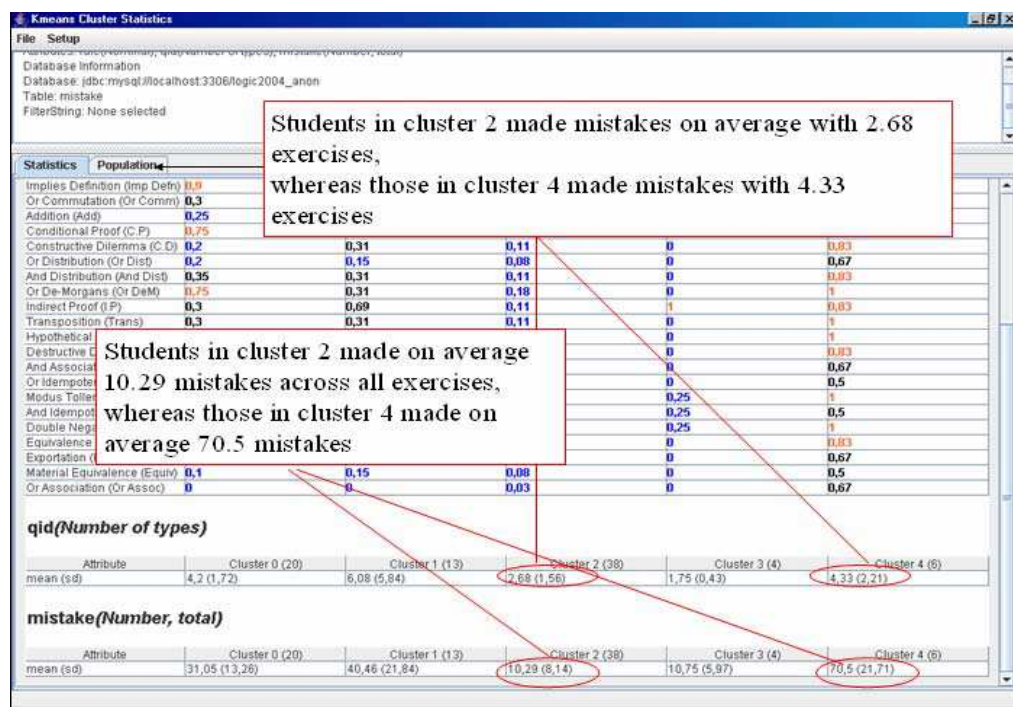 Kmeans Cluster Statistics
File Setup
Database Information
Database: jdbc:mysql://localhost:3306/logic2004_anon
Table: mistake
FilterString: None selected
Students in cluster 2 made mistakes on average with 2.68
exercises,
whereas those in cluster 4 made mistakes with 4.33
exercises
Statistics Population
Implies Definition (Imp Defn) 0,9
Or Commutation (Or Comm) 0,3
Addition (Add) 0,25
Conditional Proof (C.P) 0,75
Constructive Dilemma (C.D) 0,2 0,31 0,11 0 0,83
Or Distribution (Or Dist) 0,2 0,15 0,08 0 0,67
And Distribution (And Dist) 0,35 0,31 0,11 0 0,83
Or De-Morgans (Or DeM) 0,75 0,31 0,18 0 1
Indirect Proof (I.P) 0,3 0,69 0,11 1 0,83
Transposition (Trans) 0,3 0,31 0,11 0 1
Hypothetical 0 1
Destructive D 0 0,83
And Associat 0 0,67
Or Idempote 0 0,5
Modus Toller 0,25 1
And Idempot 0,25 0,5
Double Nega 0,25 1
Equivalence 0 0,83
Exportation ( 0 0,67
Students in cluster 2 made on average
10.29 mistakes across all exercises,
whereas those in cluster 4 made on
average 70.5 mistakes
Material Equivalence (Equiv) 0,1 0,15 0,08 0 0,5
Or Association (Or Assoc) 0 0 0,03 0 0,67
qid(Number of types)
Attribute Cluster 0 (20) Cluster 1 (13) Cluster 2 (38) Cluster 3 (4) Cluster 4 (6)
mean (sd) 4,2 (1,72) 6,08 (5,84) 2,68 (1,56) 1,75 (0,43) 4,33 (2,21)
mistake(Number, total)
Attribute Cluster 0 (20) Cluster 1 (13) Cluster 2 (38) Cluster 3 (4) Cluster 4 (6)
mean (sd) 31,05 (13,26) 40,46 (21,84) 10,29 (8,14) 10,75 (5,97) 70,5 (21,71)